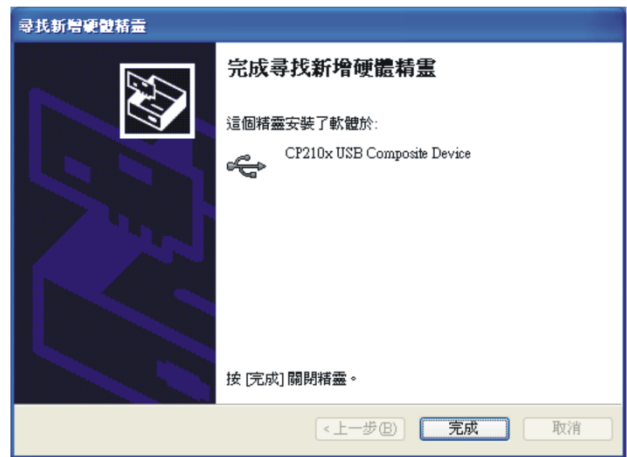 尋找新增硬體精靈
完成尋找新增硬體精靈
這個精靈安裝了軟體於:
CP210x USB Composite Device
按 [完成] 關閉精靈。
<上一步(B)
完成
取消